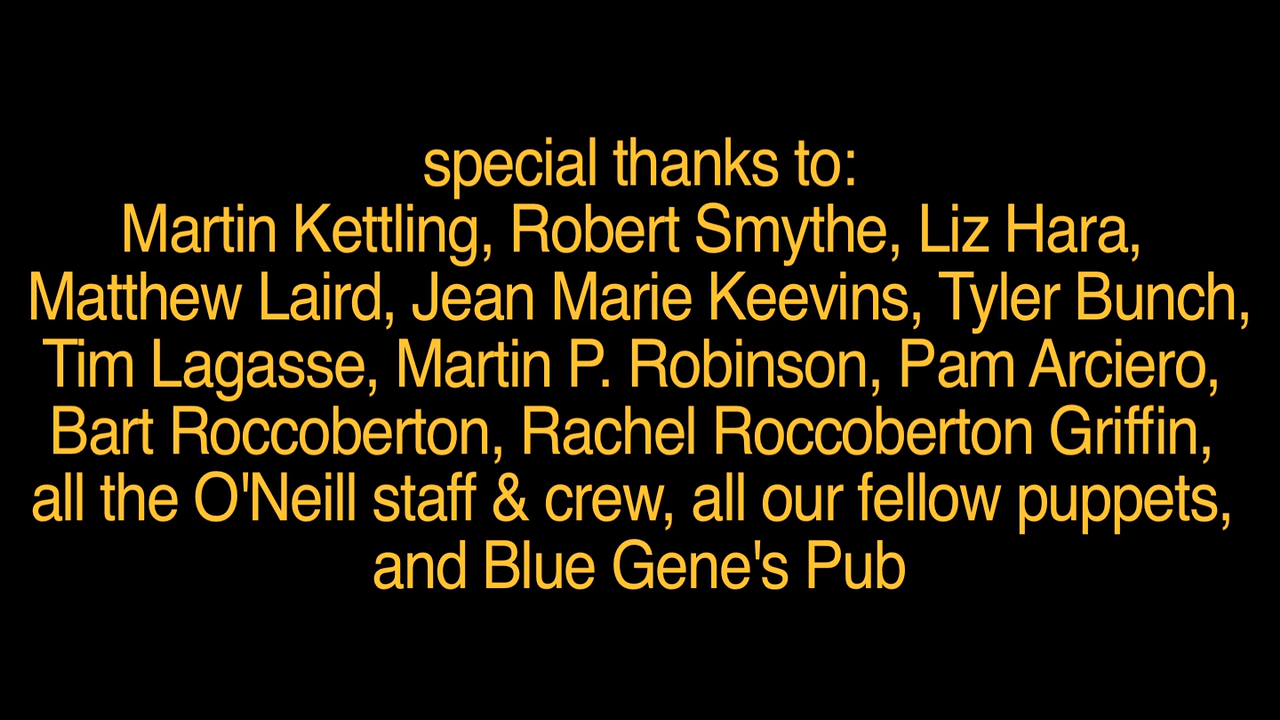 special thanks to:
Martin Kettling, Robert Smythe, Liz Hara,
Matthew Laird, Jean Marie Keevins, Tyler Bunch,
Tim Lagasse, Martin P. Robinson, Pam Arciero,
Bart Roccoberton, Rachel Roccoberton Griffin,
all the O'Neill staff & crew, all our fellow puppets,
and Blue Gene's Pub